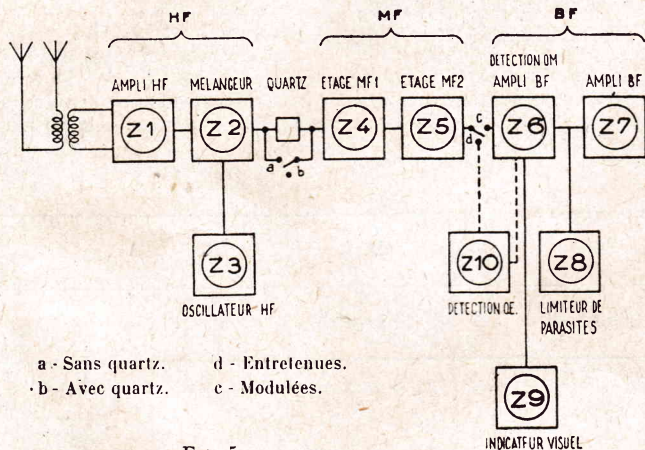 HF MF BF
DETECTION OM
AMPLI HF MELANGEUR QUARTZ ETAGE MF1 ETAGE MF2 AMPLI BF AMPLI BF
Z1 Z2 Z4 Z5 Z6 Z7
a b c d
Z3 Z10 Z8
OSCILLATEUR HF DETECTION OE. LIMITEUR DE
PARASITES
a - Sans quartz. d - Entretenues.
b - Avec quartz. c - Modulées.
Z9
INDICATEUR VISUEL